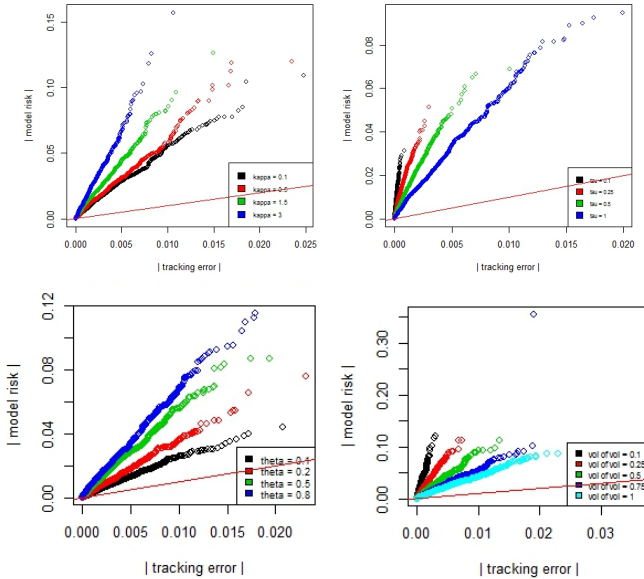 | model risk |
0.00 0.05 0.10 0.15
kappa = 0.1
kappa = 0.5
kappa = 1.5
kappa = 3
0.000 0.005 0.010 0.015 0.020 0.025
| tracking error |
| model risk |
0.00 0.02 0.04 0.06 0.08
tau = 0.1
tau = 0.25
tau = 0.5
tau = 1
0.000 0.005 0.010 0.015 0.020
| tracking error |
| model risk |
0.00 0.04 0.08 0.12
theta = 0.1
theta = 0.2
theta = 0.5
theta = 0.8
0.000 0.005 0.010 0.015 0.020
| tracking error |
| model risk |
0.00 0.10 0.20 0.30
vol of vol = 0.1
vol of vol = 0.25
vol of vol = 0.5
vol of vol = 0.75
vol of vol = 1
0.00 0.01 0.02 0.03
| tracking error |